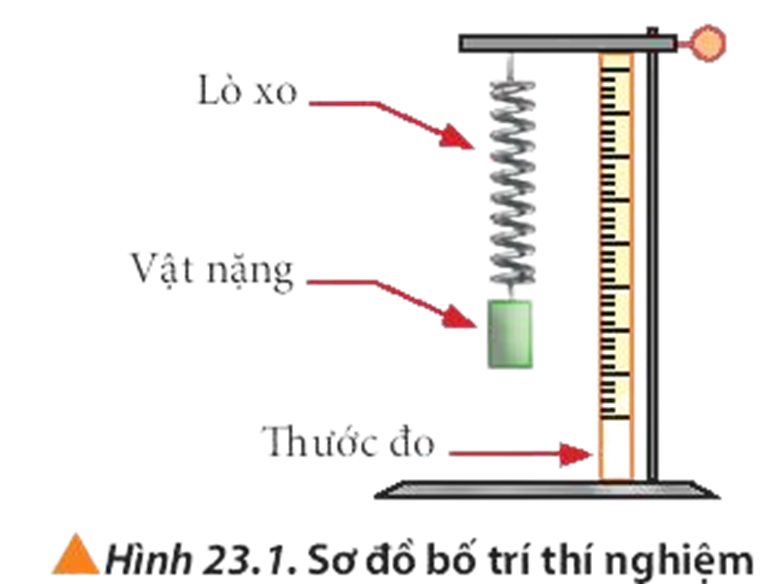 Lò xo
Vật nặng
Thước đo
Hình 23.1. Sơ đồ bố trí thí nghiệm